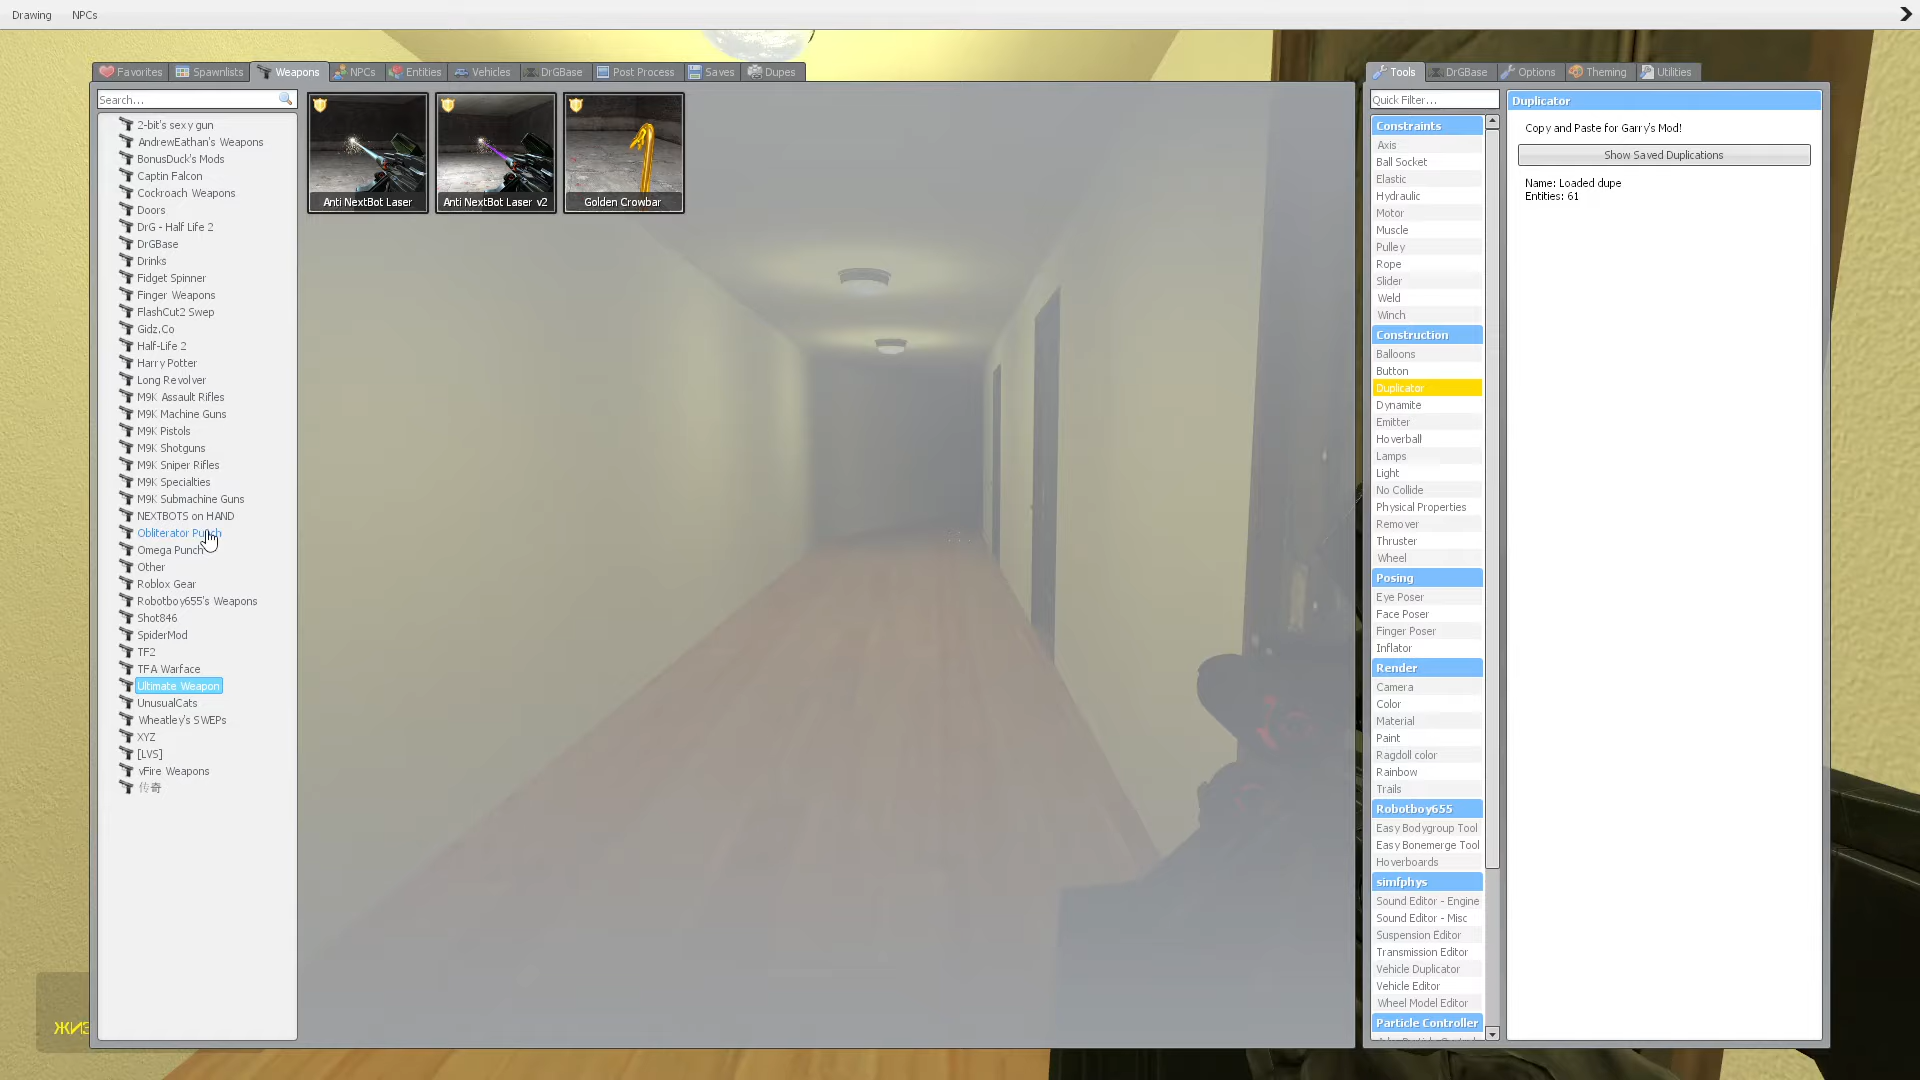 Drawing NPCs
Favorites Spawnlists Weapons NPCs Entities Vehicles DrGBase Post Process Saves Dupes
Search...
2-bit's sexy gun
AndrewEathan's Weapons
BonusDuck's Mods
Captin Falcon
Cockroach Weapons
Doors
DrG - Half Life 2
DrGBase
Drinks
Fidget Spinner
Finger Weapons
FlashCut2 Swep
Gidz.Co
Half-Life 2
Harry Potter
Long Revolver
M9K Assault Rifles
M9K Machine Guns
M9K Pistols
M9K Shotguns
M9K Sniper Rifles
M9K Specialties
M9K Submachine Guns
NEXTBOTS on HAND
Obliterator Punch
Omega Punch
Other
Roblox Gear
Robotboy655's Weapons
Shot846
SpiderMod
TF2
TFA Warface
Ultimate Weapon
UnusualCats
Wheatley's SWEPs
XYZ
[LVS]
vFire Weapons
传奇
Anti NextBot Laser
Anti NextBot Laser v2
Golden Crowbar
Tools DrGBase Options Theming Utilities
Quick Filter...
Constraints
Axis
Ball Socket
Elastic
Hydraulic
Motor
Muscle
Pulley
Rope
Slider
Weld
Winch
Construction
Balloons
Button
Duplicator
Dynamite
Emitter
Hoverball
Lamps
Light
No Collide
Physical Properties
Remover
Thruster
Wheel
Posing
Eye Poser
Face Poser
Finger Poser
Inflator
Render
Camera
Color
Material
Paint
Ragdoll color
Rainbow
Trails
Robotboy655
Easy Bodygroup Tool
Easy Bonemerge Tool
Hoverboards
simfphys
Sound Editor - Engine
Sound Editor - Misc
Suspension Editor
Transmission Editor
Vehicle Duplicator
Vehicle Editor
Wheel Model Editor
Particle Controller
Duplicator
Copy and Paste for Garry's Mod!
Show Saved Duplications
Name: Loaded dupe
Entities: 61